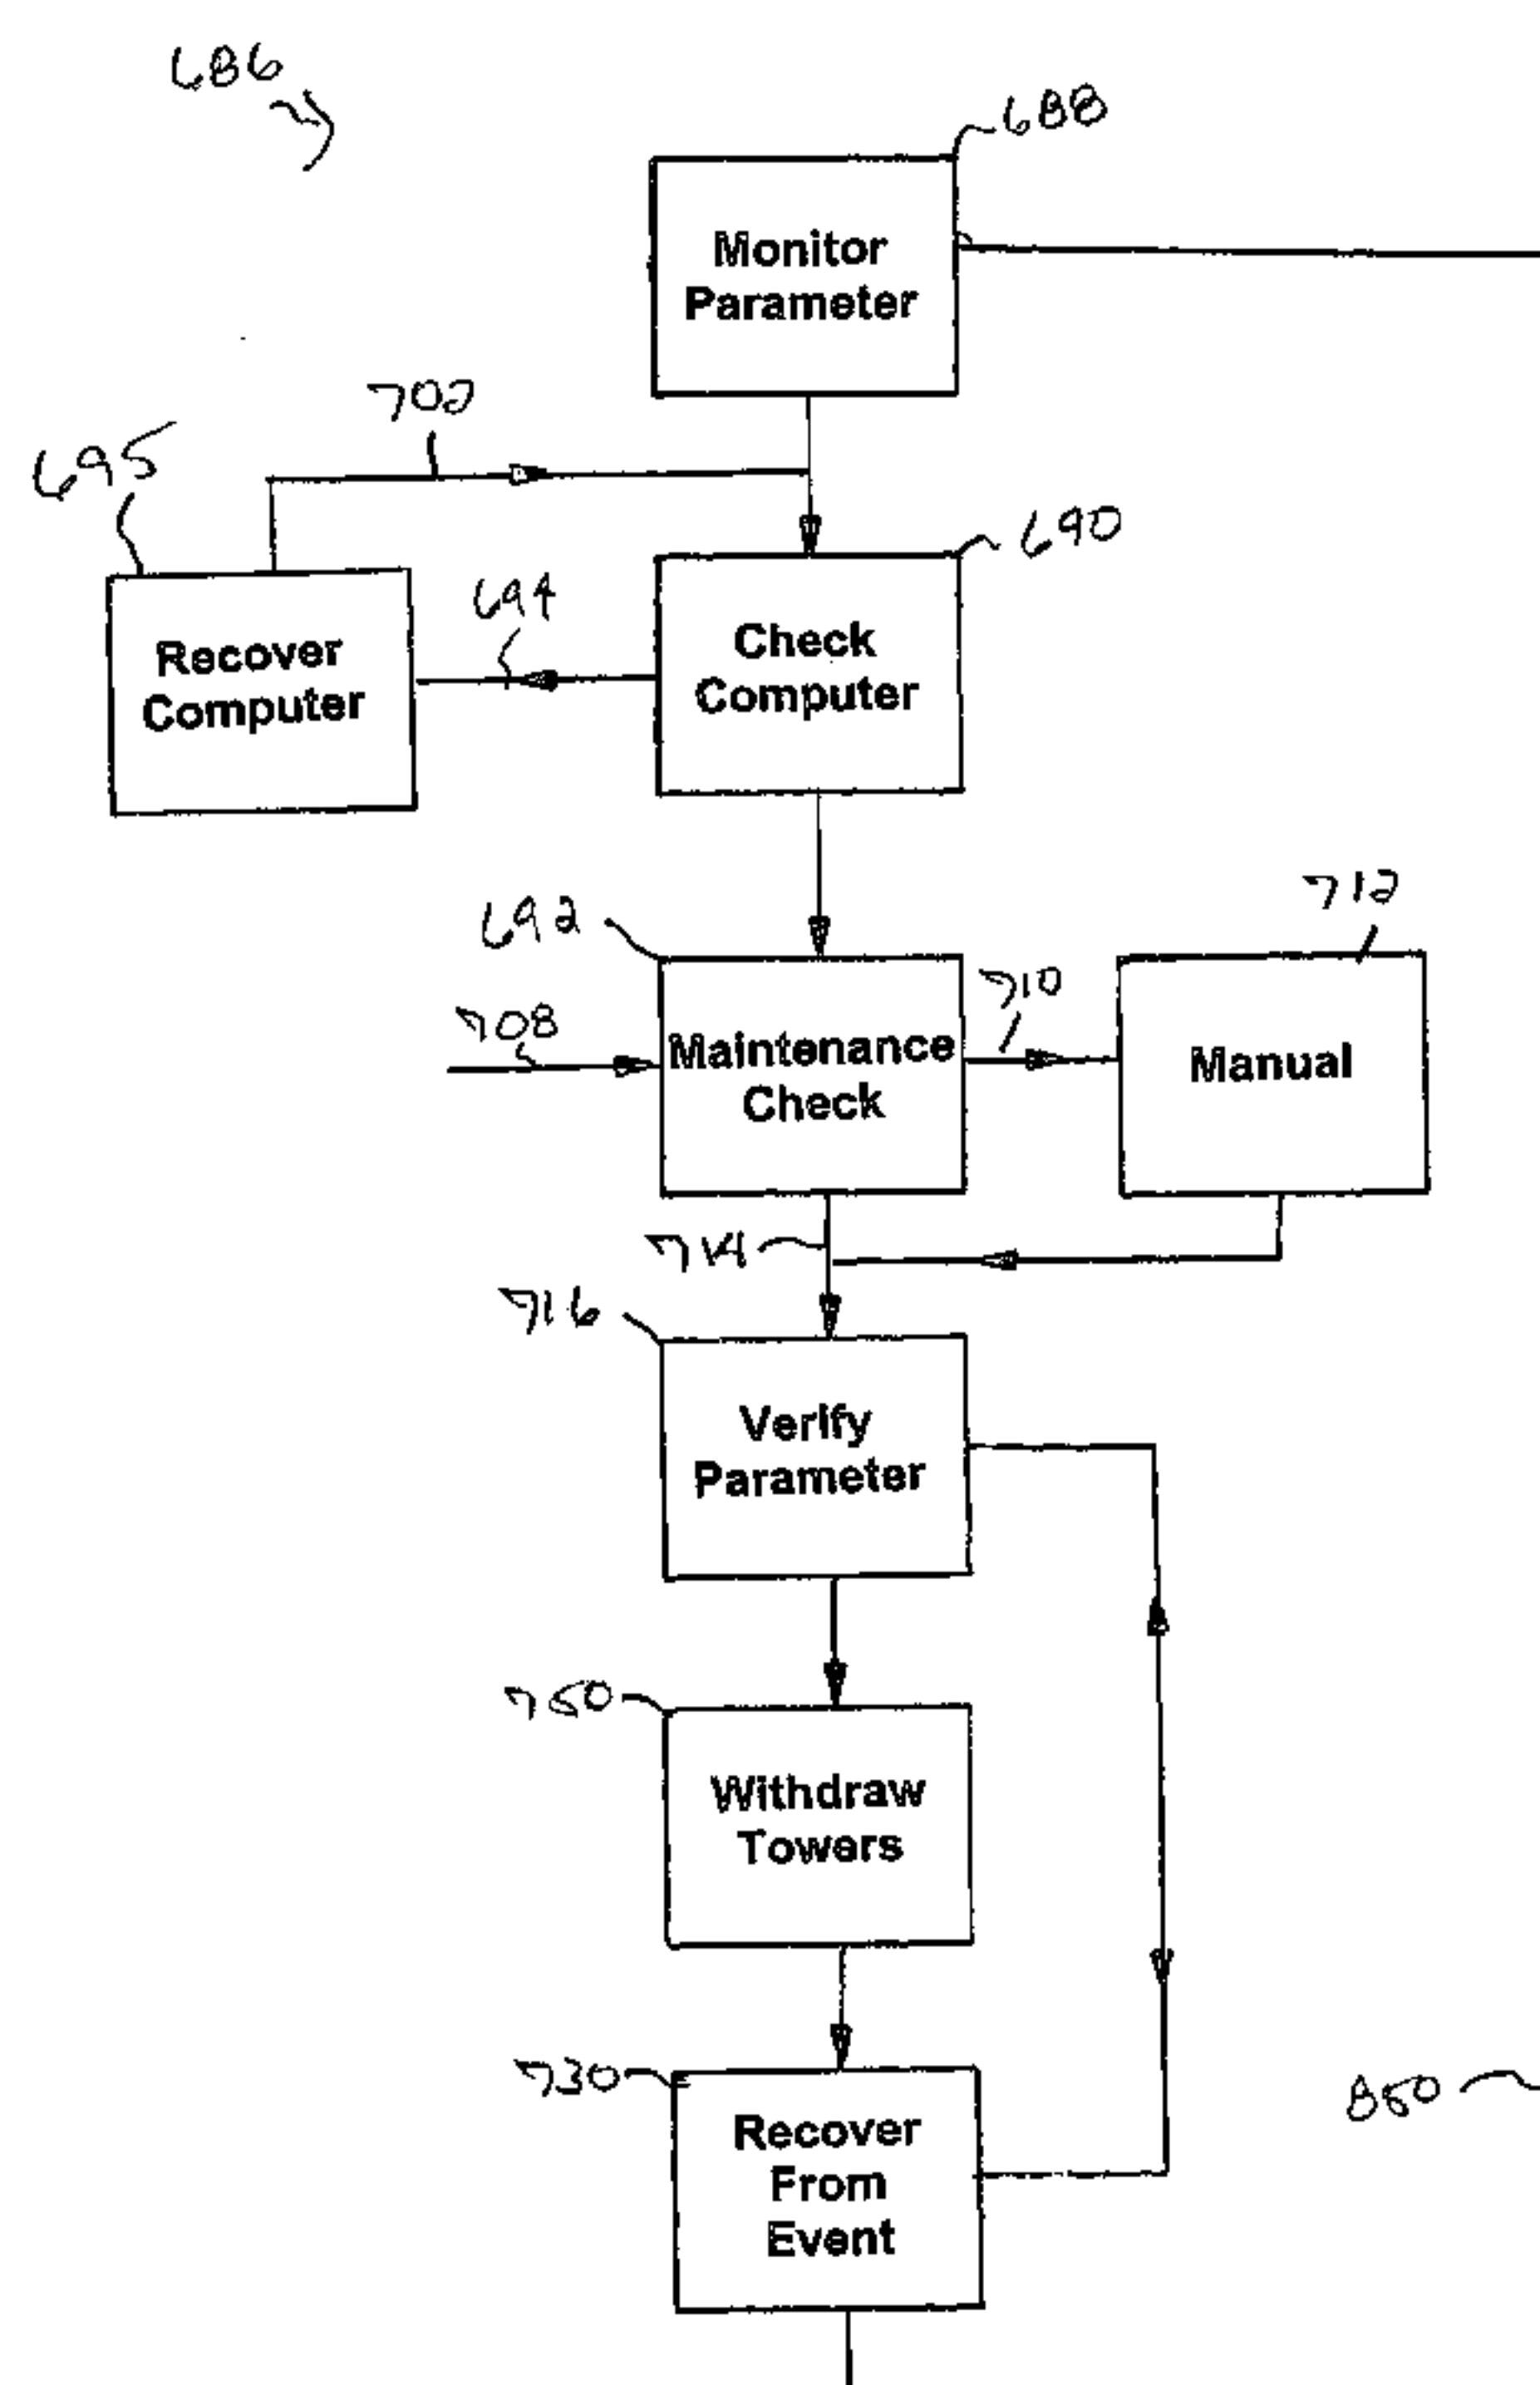 686
688
Monitor
Parameter
702
695
690
694
Check
Computer
Recover
Computer
692
712
710
708
Maintenance
Check
Manual
714
716
Verify
Parameter
750
Withdraw
Towers
730
860
Recover
From
Event